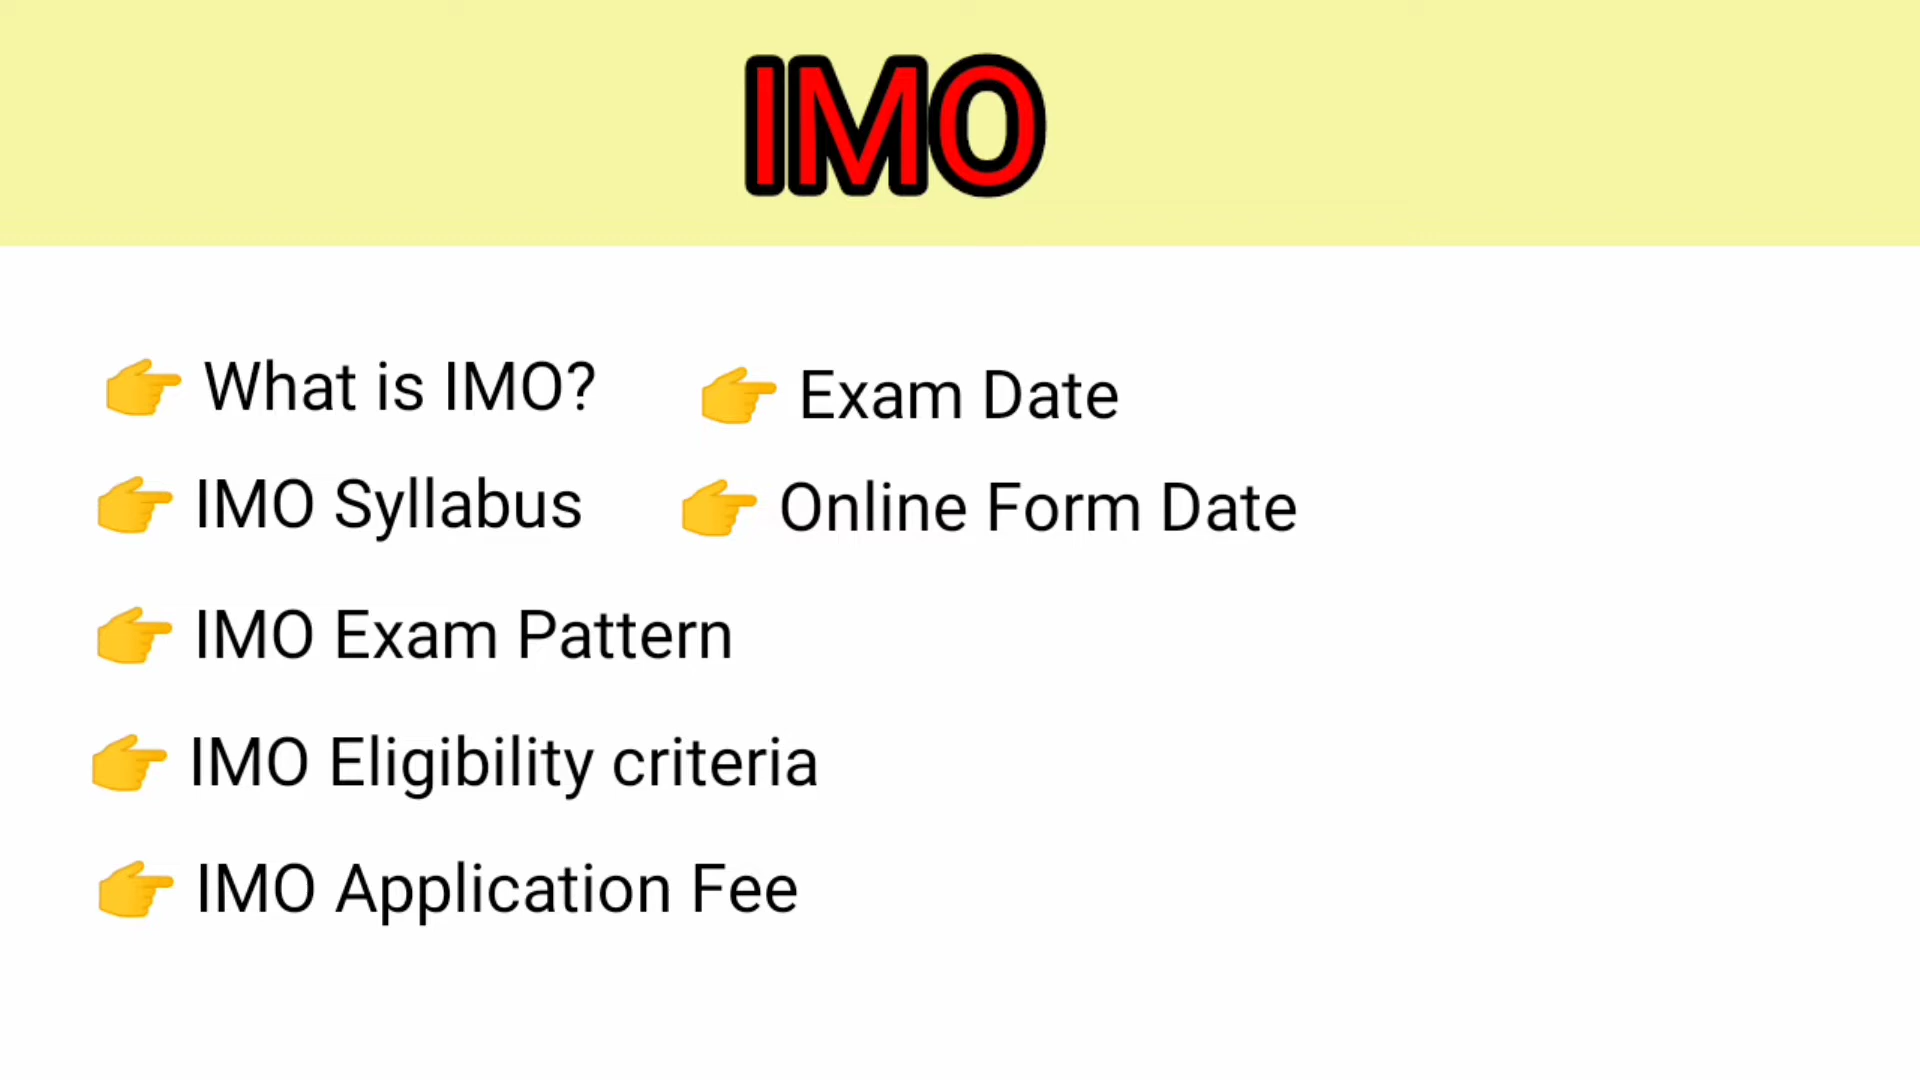 IMO
👉 What is IMO?
👉 IMO Syllabus
👉 IMO Exam Pattern
👉 IMO Eligibility criteria
👉 IMO Application Fee
👉 Exam Date
👉 Online Form Date